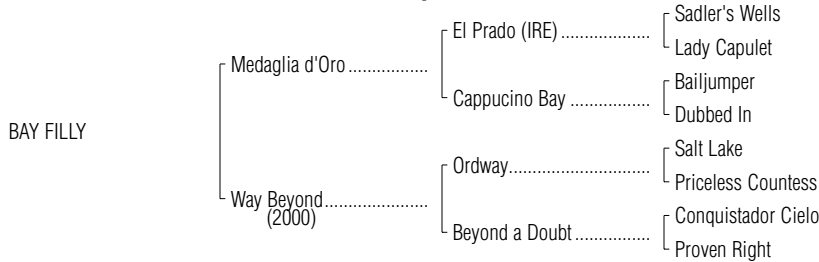 Sadler's Wells
El Prado (IRE) ...................
Lady Capulet
Medaglia d'Oro .................
Bailjumper
Cappucino Bay .................
Dubbed In
BAY FILLY
Salt Lake
Ordway..............................
Priceless Countess
Way Beyond......................
(2000)
Conquistador Cielo
Beyond a Doubt ................
Proven Right